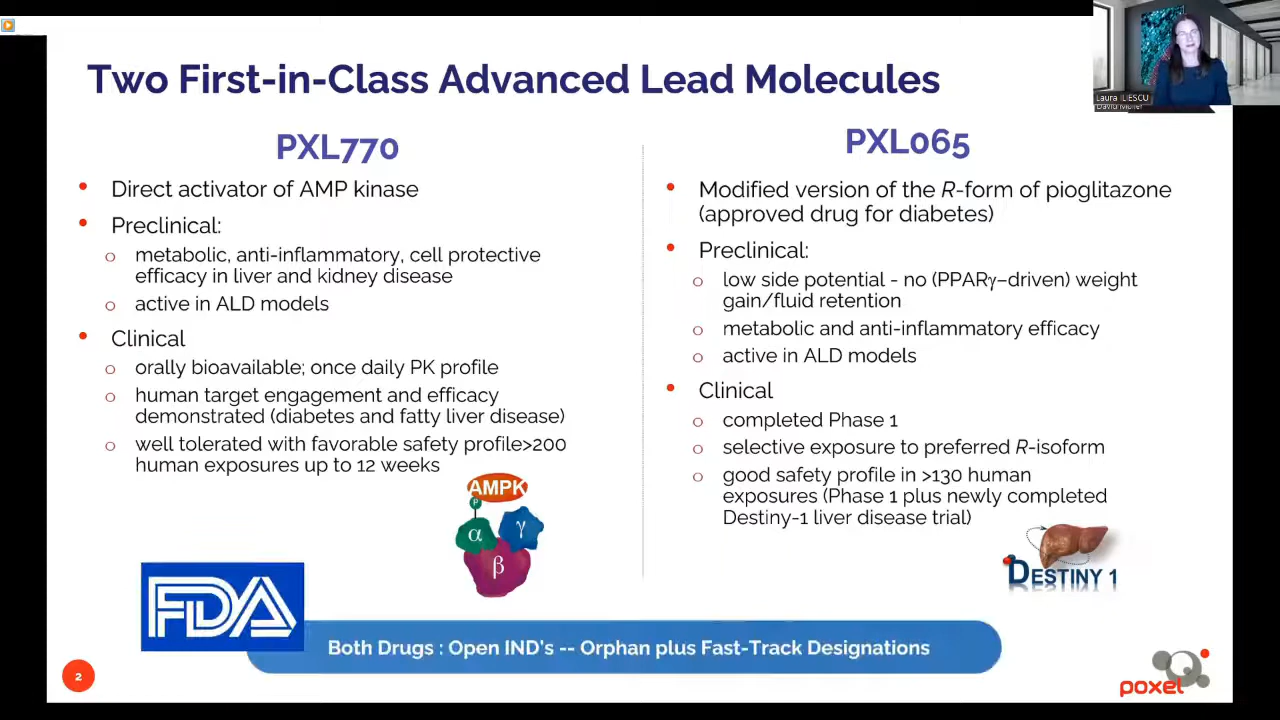 Two First-in-Class Advanced Lead Molecules
PXL770
Direct activator of AMP kinase
Preclinical:
metabolic, anti-inflammatory, cell protective
efficacy in liver and kidney disease
active in ALD models
Clinical
orally bioavailable; once daily PK profile
human target engagement and efficacy
demonstrated (diabetes and fatty liver disease)
well tolerated with favorable safety profile>200
human exposures up to 12 weeks
AMPK
P
α
γ
β
PXL065
Modified version of the R-form of pioglitazone
(approved drug for diabetes)
Preclinical:
low side potential - no (PPARγ–driven) weight
gain/fluid retention
metabolic and anti-inflammatory efficacy
active in ALD models
Clinical
completed Phase 1
selective exposure to preferred R-isoform
good safety profile in >130 human
exposures (Phase 1 plus newly completed
Destiny-1 liver disease trial)
DESTINY 1
FDA
Both Drugs : Open IND's -- Orphan plus Fast-Track Designations
2
poxel
Laura ILIESCU